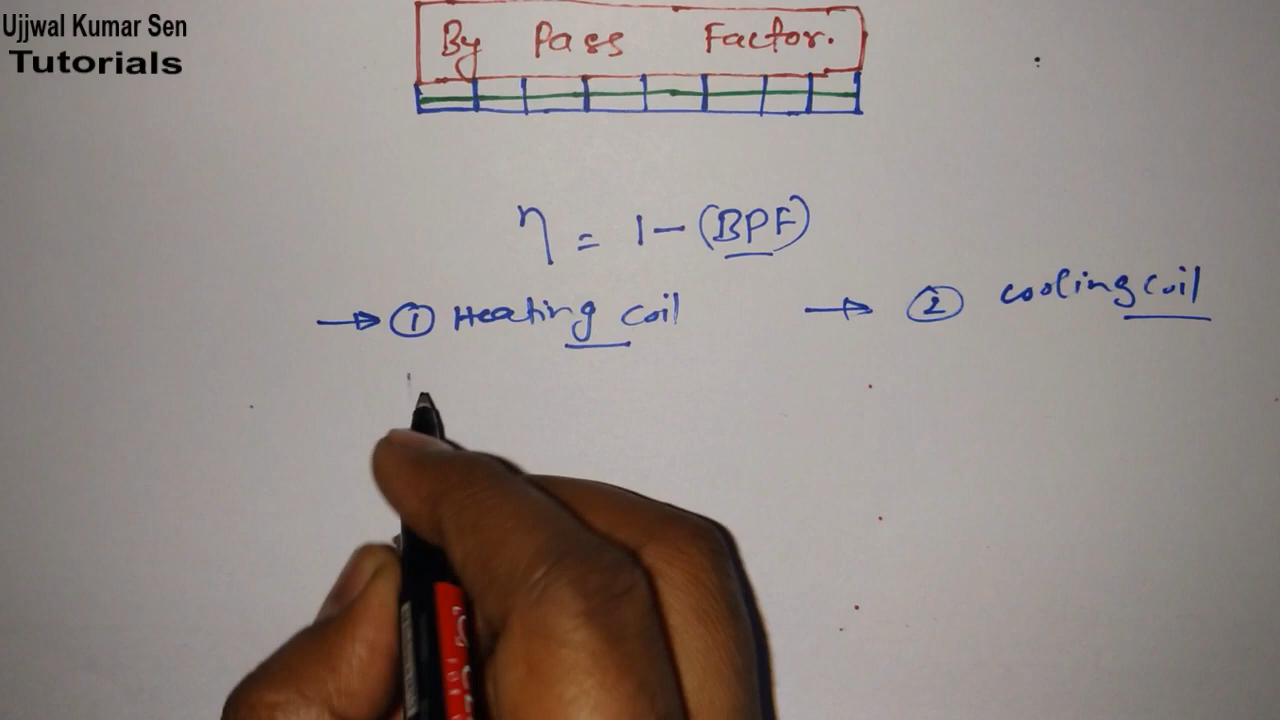 Ujjwal Kumar Sen
Tutorials
By Pass Factor.
η = 1 - (BPF)
→ ① Heating coil
→ ② cooling coil